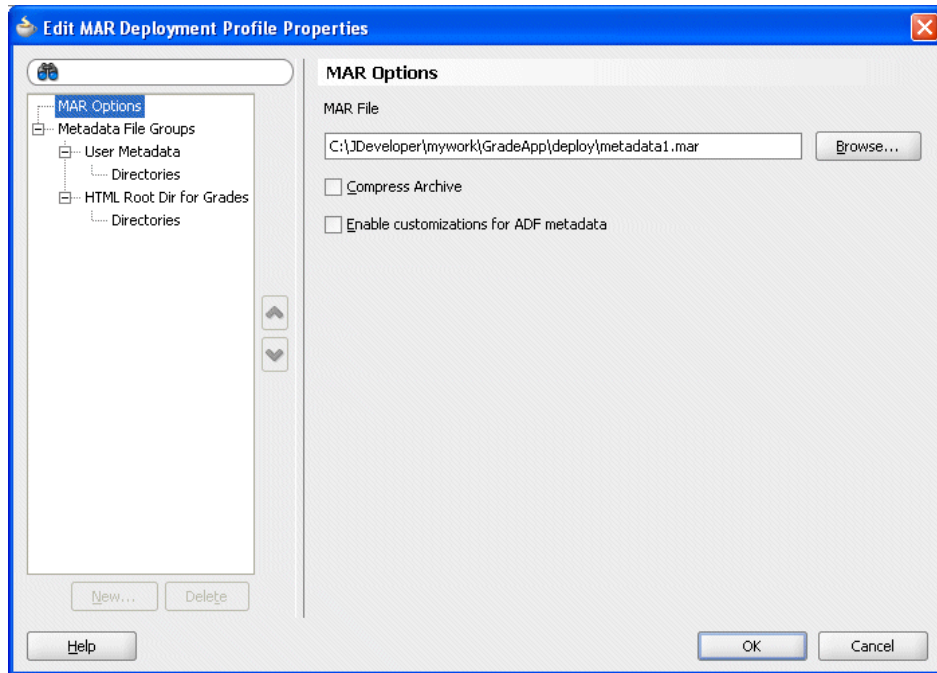 Edit MAR Deployment Profile Properties
MAR Options
Metadata File Groups
User Metadata
Directories
HTML Root Dir for Grades
Directories
New...
Delete
MAR Options
MAR File
C:\JDeveloper\mywork\GradeApp\deploy\metadata1.mar
Browse...
Compress Archive
Enable customizations for ADF metadata
Help
OK
Cancel